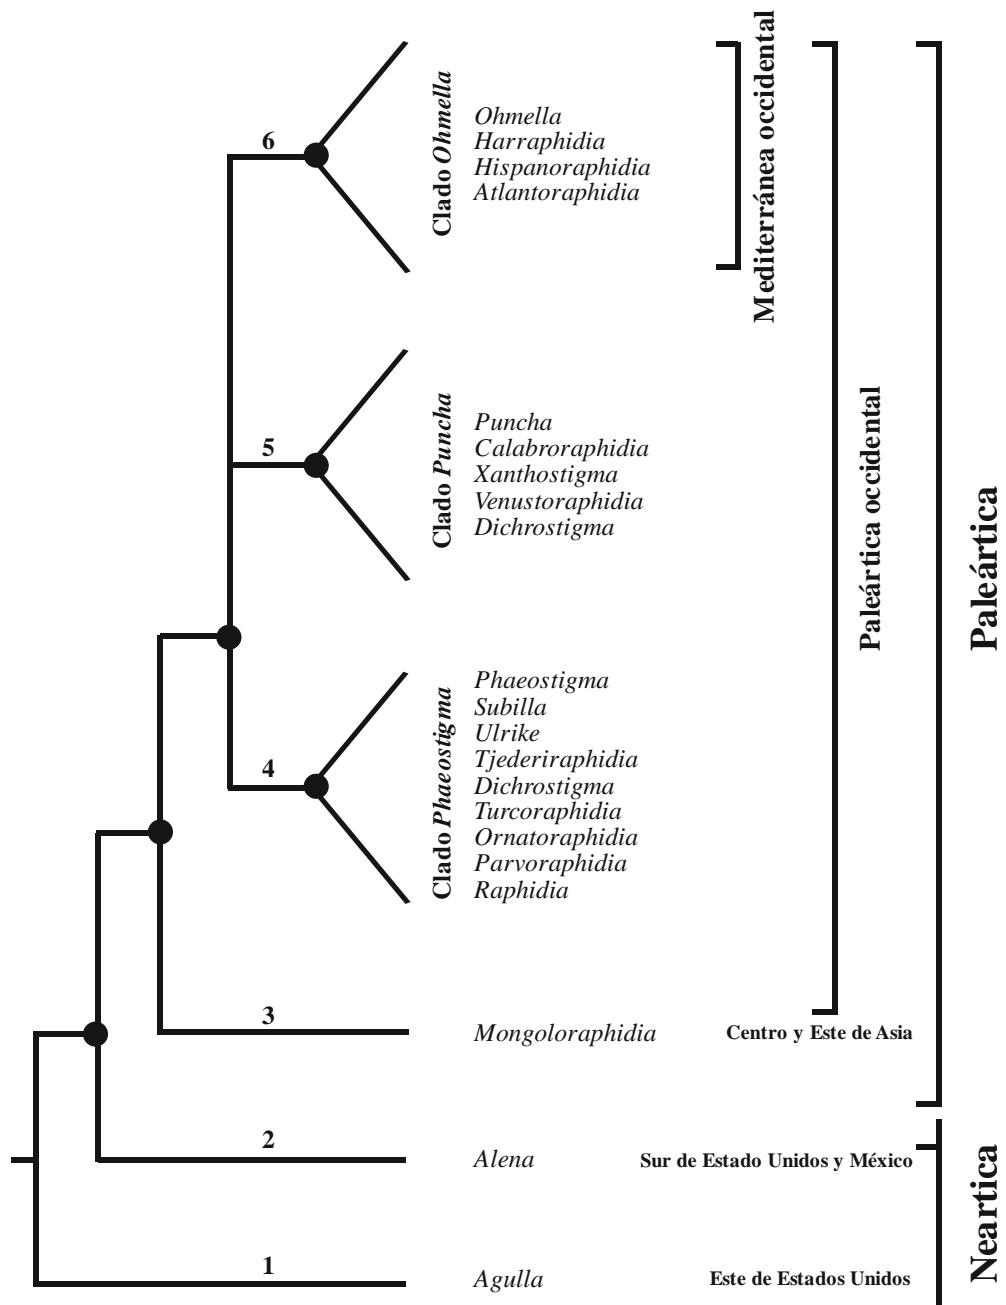 6
Clado Ohmella
Ohmella
Harraphidia
Hispanoraphidia
Atlantoraphidia
Mediterránea occidental
5
Clado Puncha
Puncha
Calabroraphidia
Xanthostigma
Venustoraphidia
Dichrostigma
Paleártica occidental
Paleártica
4
Clado Phaeostigma
Phaeostigma
Subilla
Ulrike
Tjederiraphidia
Dichrostigma
Turcoraphidia
Ornatoraphidia
Parvoraphidia
Raphidia
3
Mongoloraphidia
Centro y Este de Asia
2
Alena
Sur de Estado Unidos y México
Neartica
1
Agulla
Este de Estados Unidos